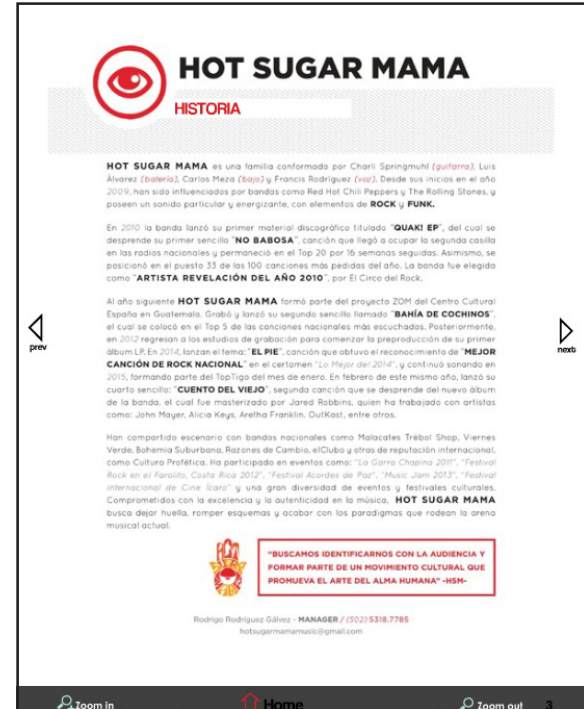 HOT SUGAR MAMA
HISTORIA
HOT SUGAR MAMA es una familia conformada por Charli Springmuhl (guitarra), Luis
Álvarez (batería), Carlos Meza (bajo) y Francis Rodríguez (voz). Desde sus inicios en el año
2009, han sido influenciados por bandas como Red Hot Chili Peppers y The Rolling Stones, y
poseen un sonido particular y energizante, con elementos de ROCK y FUNK.
En 2010 la banda lanzó su primer material discográfico titulado "QUAK! EP", del cual se
desprende su primer sencillo "NO BABOSA", canción que llegó a ocupar la segunda casilla
en las radios nacionales y permaneció en el Top 20 por 16 semanas seguidas. Asimismo, se
posicionó en el puesto 33 de las 100 canciones más pedidas del año. La banda fue elegida
como "ARTISTA REVELACIÓN DEL AÑO 2010", por El Circo del Rock.
Al año siguiente HOT SUGAR MAMA formó parte del proyecto ZOM del Centro Cultural
España en Guatemala. Grabó y lanzó su segundo sencillo llamado "BAHÍA DE COCHINOS",
el cual se colocó en el Top 5 de las canciones nacionales más escuchadas. Posteriormente,
en 2012 regresan a los estudios de grabación para comenzar la preproducción de su primer
álbum LP. En 2014, lanzan el tema: "EL PIE", canción que obtuvo el reconocimiento de "MEJOR
CANCIÓN DE ROCK NACIONAL" en el certamen "Lo Mejor del 2014", y continuó sonando en
2015, formando parte del TopTigo del mes de enero. En febrero de este mismo año, lanzó su
cuarto sencillo: "CUENTO DEL VIEJO", segunda canción que se desprende del nuevo álbum
de la banda, el cual fue masterizado por Jared Robbins, quien ha trabajado con artistas
como: John Mayer, Alicia Keys, Aretha Franklin, OutKast, entre otros.
Han compartido escenario con bandas nacionales como Malacates Trébol Shop, Viernes
Verde, Bohemia Suburbana, Razones de Cambio, elClubo y otras de reputación internacional,
como Cultura Profética. Ha participado en eventos como: "La Garra Chapina 2011", "Festival
Rock en el Farolito, Costa Rica 2012", "Festival Acordes de Paz", "Music Jam 2013", "Festival
internacional de Cine Ícaro" y una gran diversidad de eventos y festivales culturales.
Comprometidos con la excelencia y la autenticidad en la música, HOT SUGAR MAMA
busca dejar huella, romper esquemas y acabar con los paradigmas que rodean la arena
musical actual.
"BUSCAMOS IDENTIFICARNOS CON LA AUDIENCIA Y
FORMAR PARTE DE UN MOVIMIENTO CULTURAL QUE
PROMUEVA EL ARTE DEL ALMA HUMANA" -HSM-
Rodrigo Rodríguez Gálvez - MANAGER / (502) 5318.7785
hotsugarmamamusic@gmail.com
prev
next
Zoom in
Home
Zoom out
3